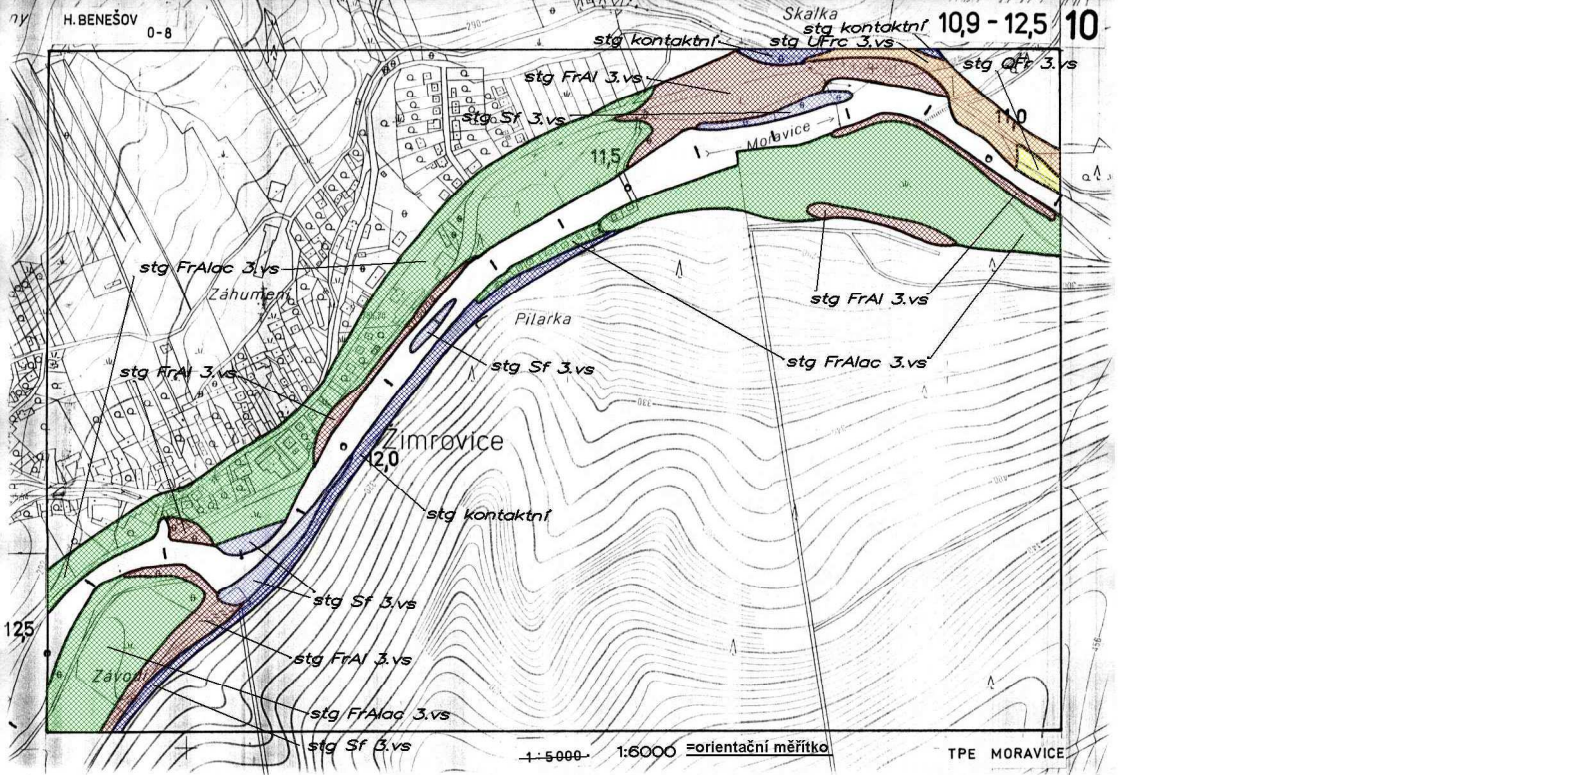 H. BENEŠOV
0-8
Skalka
stg kontaktní
10,9 - 12,5
10
stg kontaktní
stg UFrc 3.vs
stg QFr 3.vs
stg FrAl 3.vs
stg Sf 3.vs
11,0
Moravice
11,5
stg FrAlac 3.vs
Záhumení
stg FrAl 3.vs
Pilarka
stg FrAl 3.vs
stg Sf 3.vs
stg FrAlac 3.vs
Žimrovice
12,0
stg kontaktní
stg Sf 3.vs
12,5
stg FrAl 3.vs
Závodí
stg FrAlac 3.vs
stg Sf 3.vs
1:5000
1:6000
=orientační měřítko
TPE MORAVICE